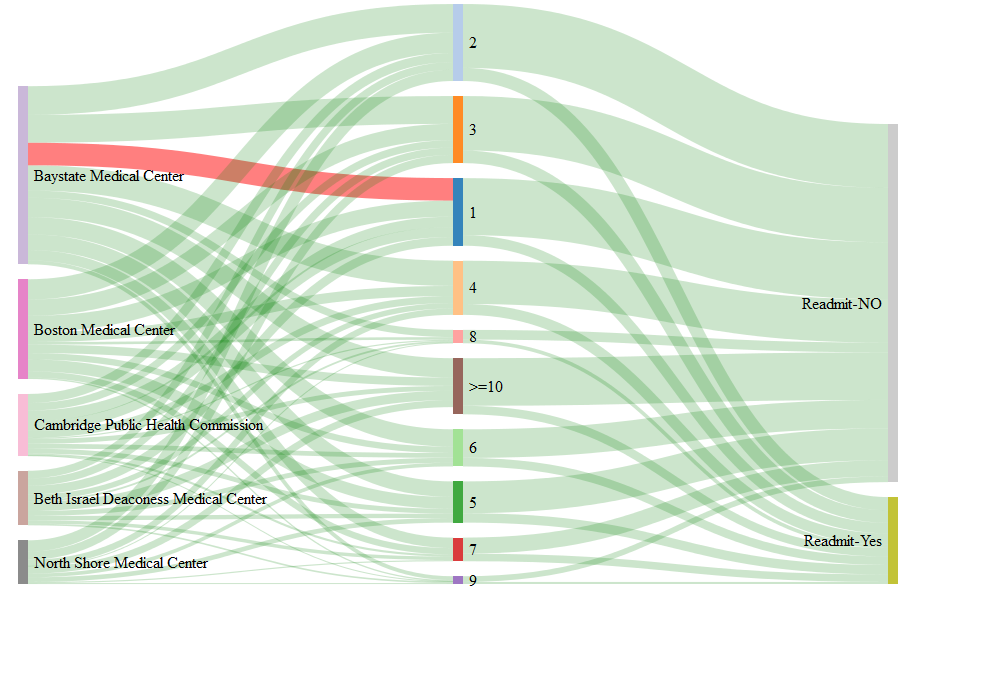 Baystate Medical Center
Boston Medical Center
Cambridge Public Health Commission
Beth Israel Deaconess Medical Center
North Shore Medical Center
2
3
1
4
8
>=10
6
5
7
9
Readmit-NO
Readmit-Yes